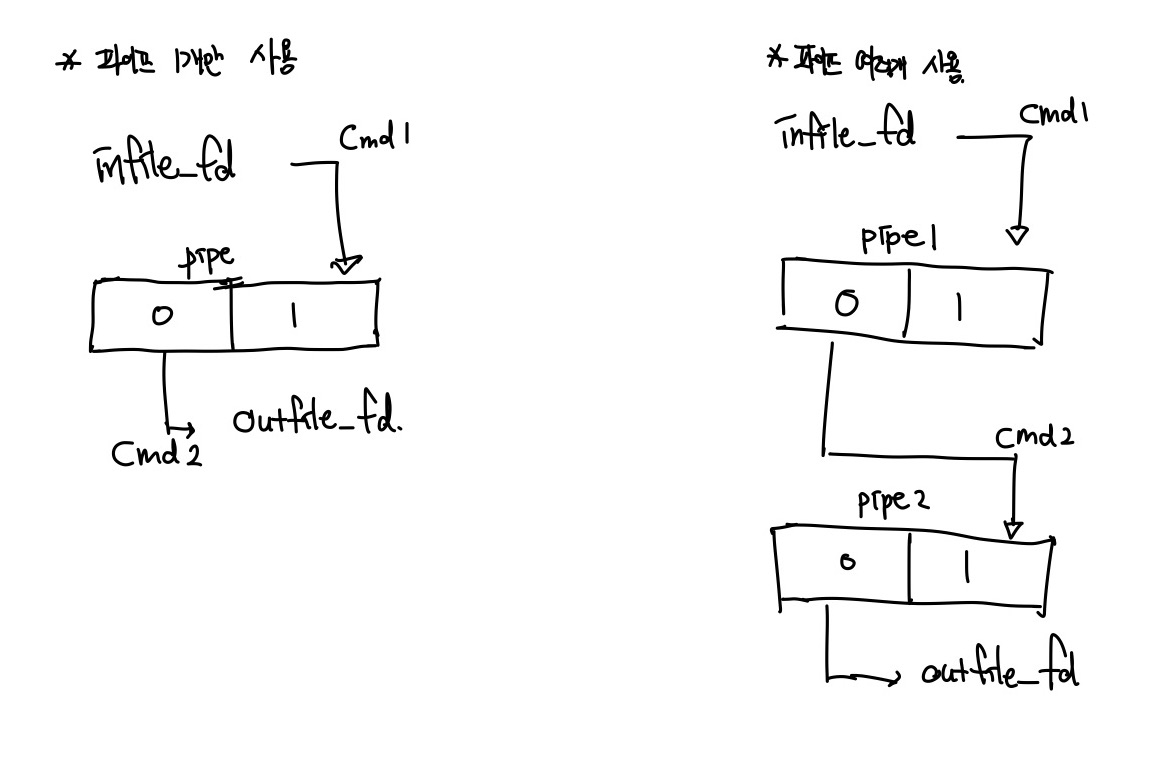 * 파이프 1개만 사용
infile_fd
Cmd1
pipe
0
1
Cmd2
outfile_fd.
* 파이프 여러개 사용.
infile_fd
Cmd1
pipe1
0
1
Cmd2
pipe2
0
1
outfile_fd